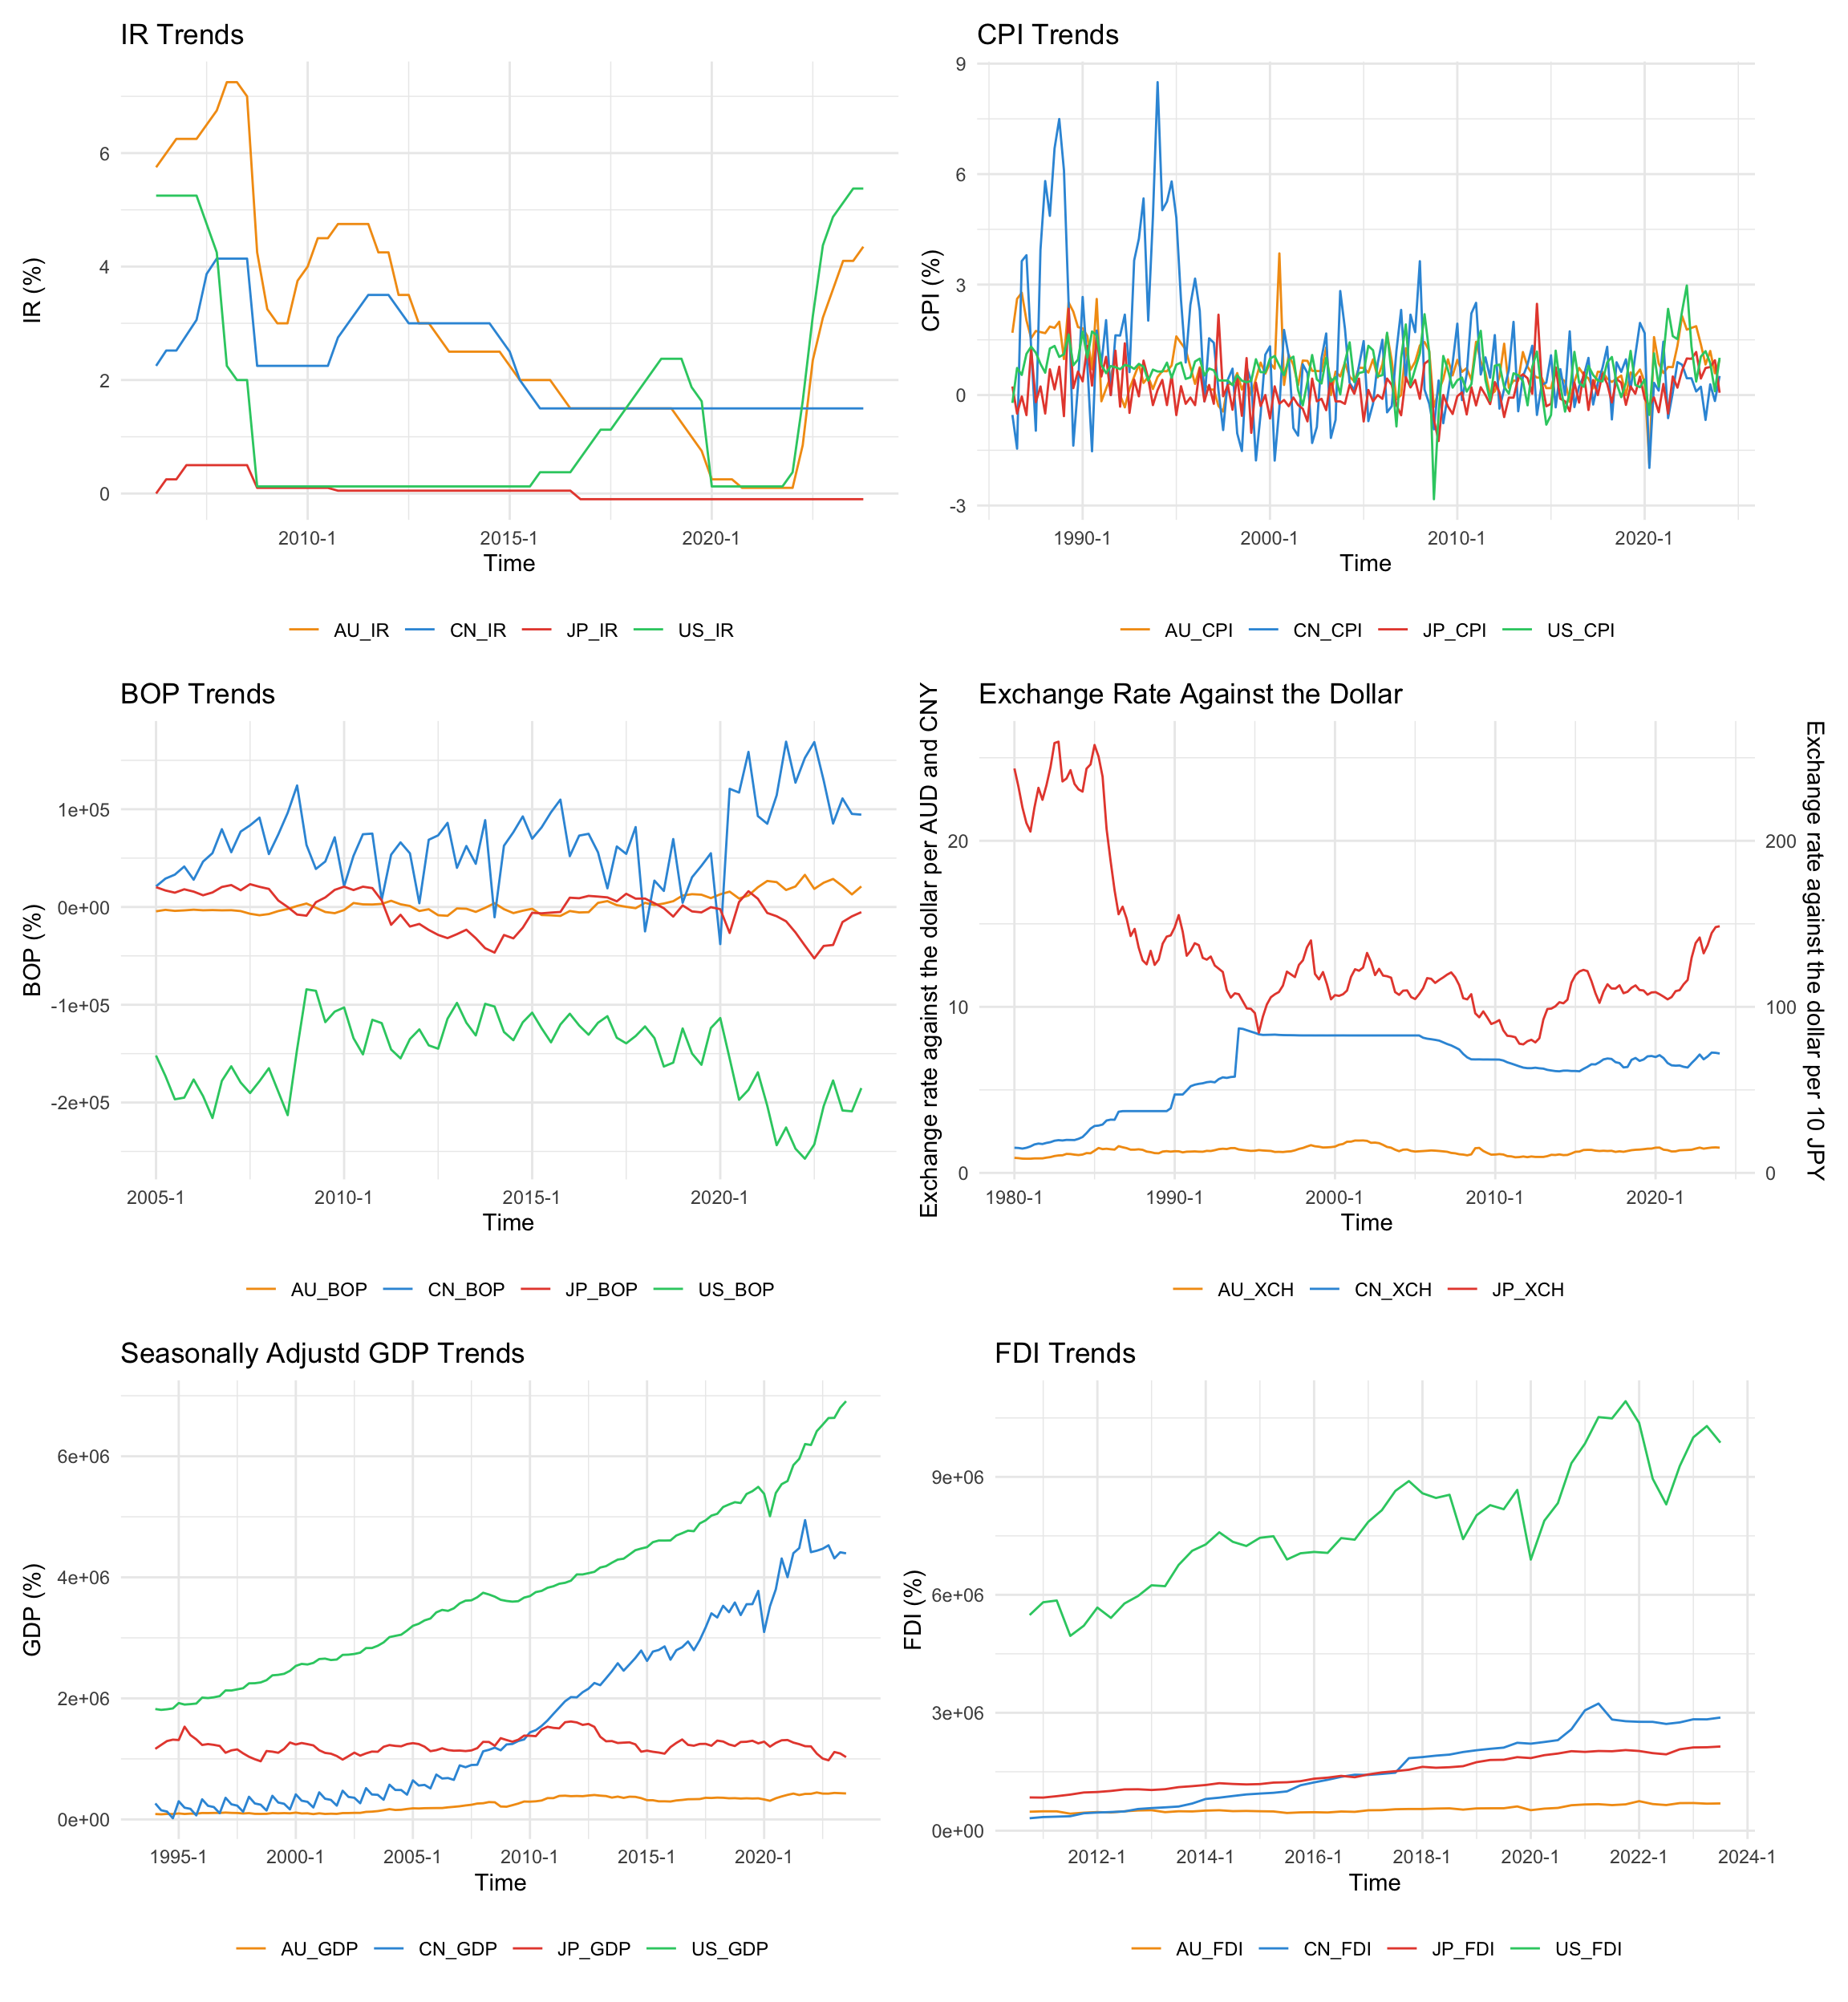 IR Trends
IR (%)
6
4
2
0
2010-1
2015-1
2020-1
Time
AU_IR
CN_IR
JP_IR
US_IR
CPI Trends
CPI (%)
9
6
3
0
-3
1990-1
2000-1
2010-1
2020-1
Time
AU_CPI
CN_CPI
JP_CPI
US_CPI
BOP Trends
BOP (%)
1e+05
0e+00
-1e+05
-2e+05
2005-1
2010-1
2015-1
2020-1
Time
AU_BOP
CN_BOP
JP_BOP
US_BOP
Exchange Rate Against the Dollar
Exchange rate against the dollar per AUD and CNY
20
10
0
200
100
0
Exchange rate against the dollar per 10 JPY
1980-1
1990-1
2000-1
2010-1
2020-1
Time
AU_XCH
CN_XCH
JP_XCH
Seasonally Adjustd GDP Trends
GDP (%)
6e+06
4e+06
2e+06
0e+00
1995-1
2000-1
2005-1
2010-1
2015-1
2020-1
Time
AU_GDP
CN_GDP
JP_GDP
US_GDP
FDI Trends
FDI (%)
9e+06
6e+06
3e+06
0e+00
2012-1
2014-1
2016-1
2018-1
2020-1
2022-1
2024-1
Time
AU_FDI
CN_FDI
JP_FDI
US_FDI